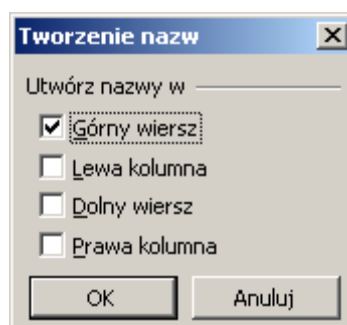 Tworzenie nazw
Utwórz nazwy w
Górny wiersz
Lewa kolumna
Dolny wiersz
Prawa kolumna
OK
Anuluj